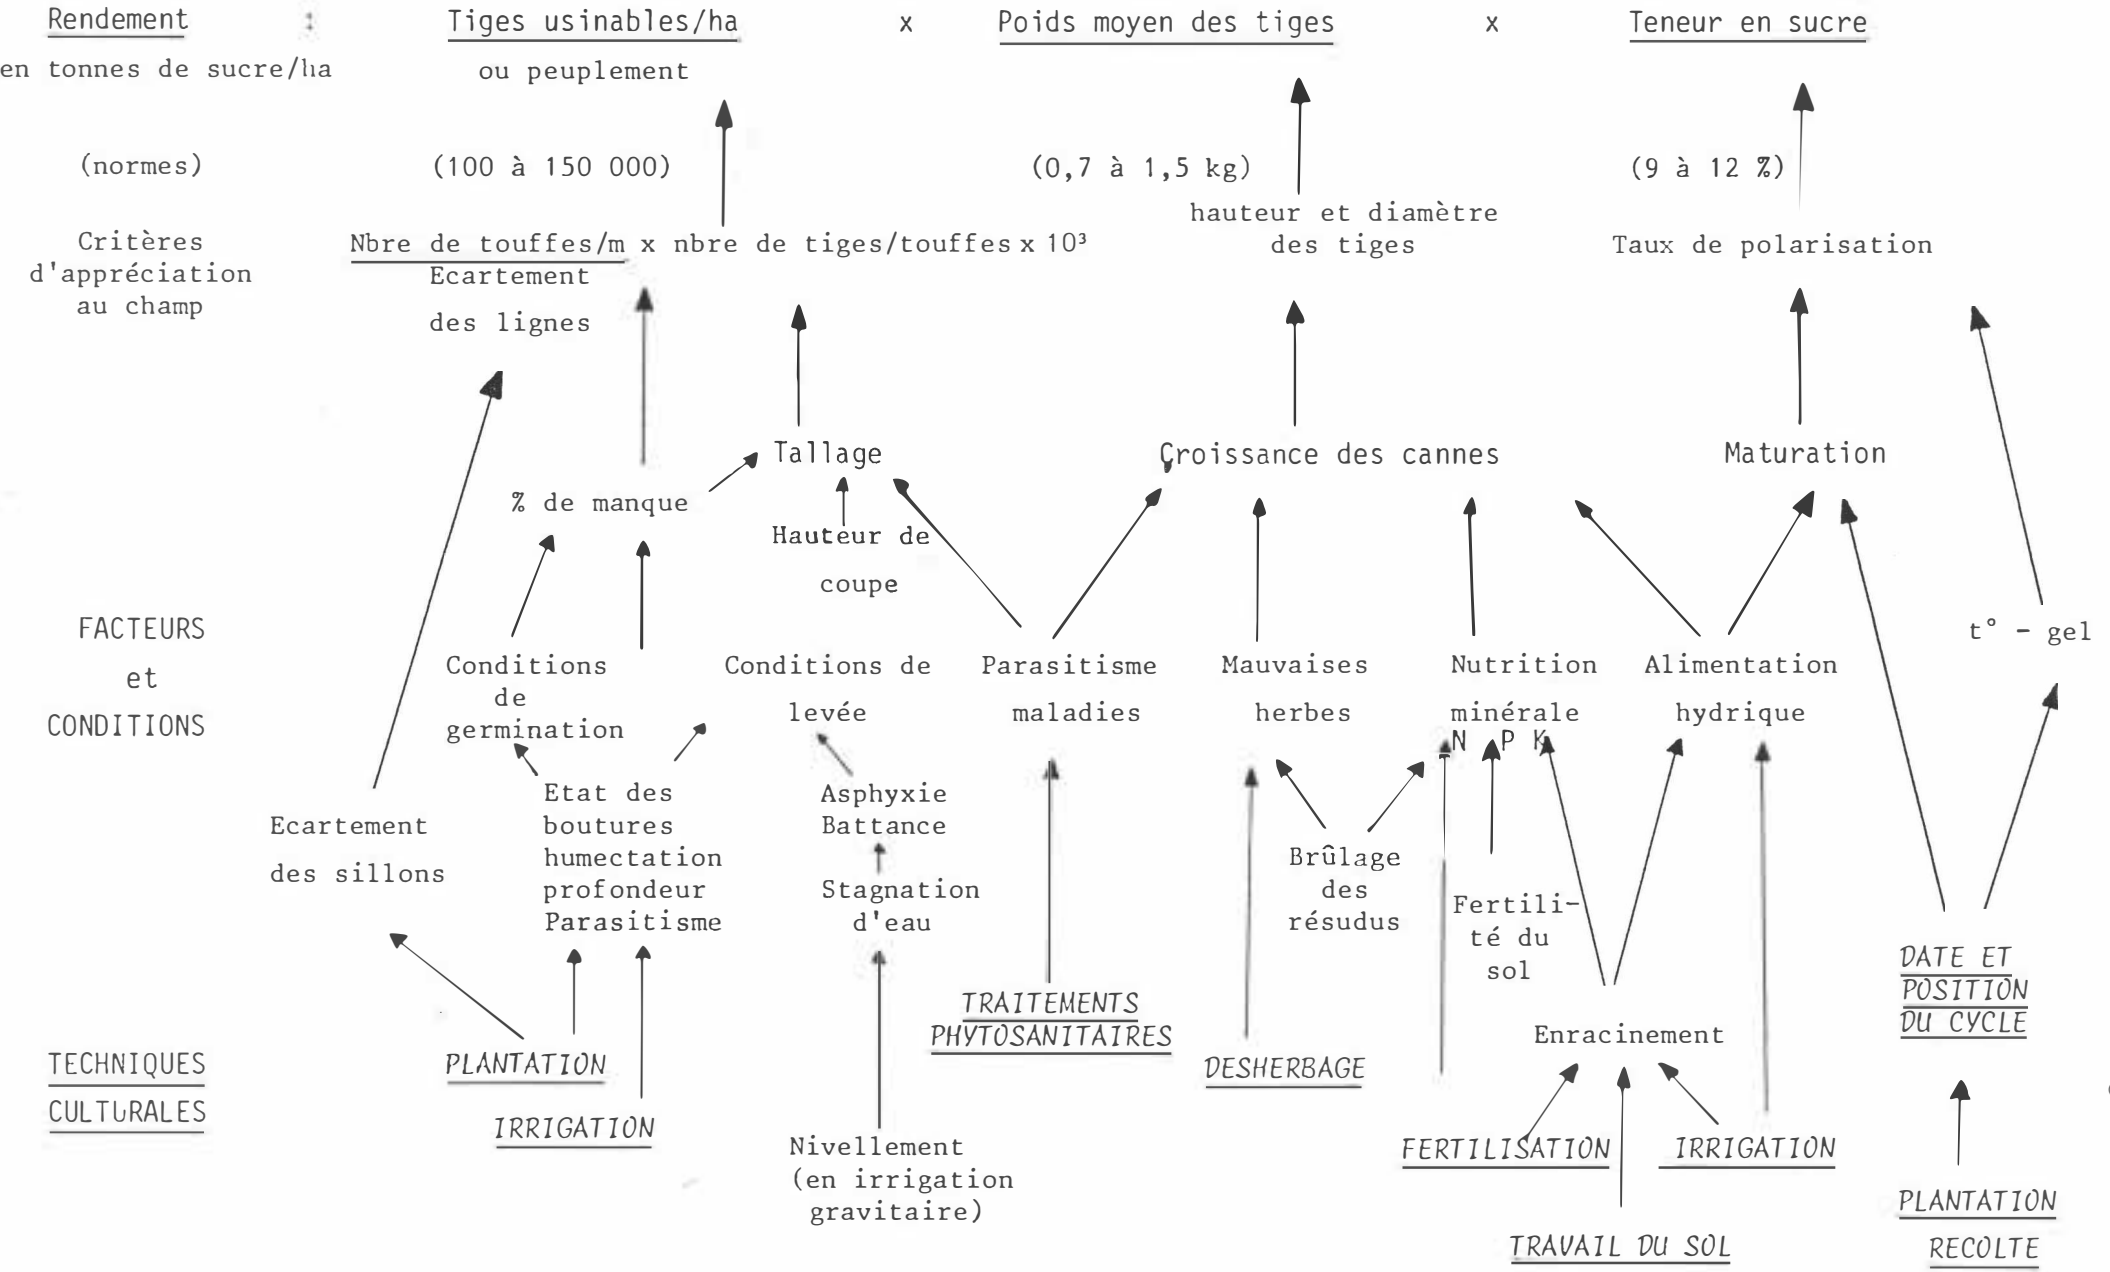 Rendement : Tiges usinables/ha x Poids moyen des tiges x Teneur en sucre
en tonnes de sucre/ha ou peuplement
(normes) (100 à 150 000) (0,7 à 1,5 kg) (9 à 12 %)
hauteur et diamètre
des tiges
Critères
d'appréciation
au champ
Nbre de touffes/m x nbre de tiges/touffes x 10³
Ecartement
des lignes
Taux de polarisation
Tallage
Croissance des cannes
Maturation
% de manque
Hauteur de
coupe
FACTEURS
et
CONDITIONS
t° - gel
Conditions
de
germination
Conditions de
levée
Parasitisme
maladies
Mauvaises
herbes
Nutrition
minérale
N P K
Alimentation
hydrique
Ecartement
des sillons
Etat des
boutures
humectation
profondeur
Parasitisme
Asphyxie
Battance
Stagnation
d'eau
Brûlage
des
résudus
Fertili-
té du
sol
DATE ET
POSITION
DU CYCLE
TRAITEMENTS
PHYTOSANITAIRES
Enracinement
TECHNIQUES
CULTURALES
PLANTATION
IRRIGATION
DESHERBAGE
Nivellement
(en irrigation
gravitaire)
FERTILISATION
IRRIGATION
TRAVAIL DU SOL
PLANTATION
RECOLTE